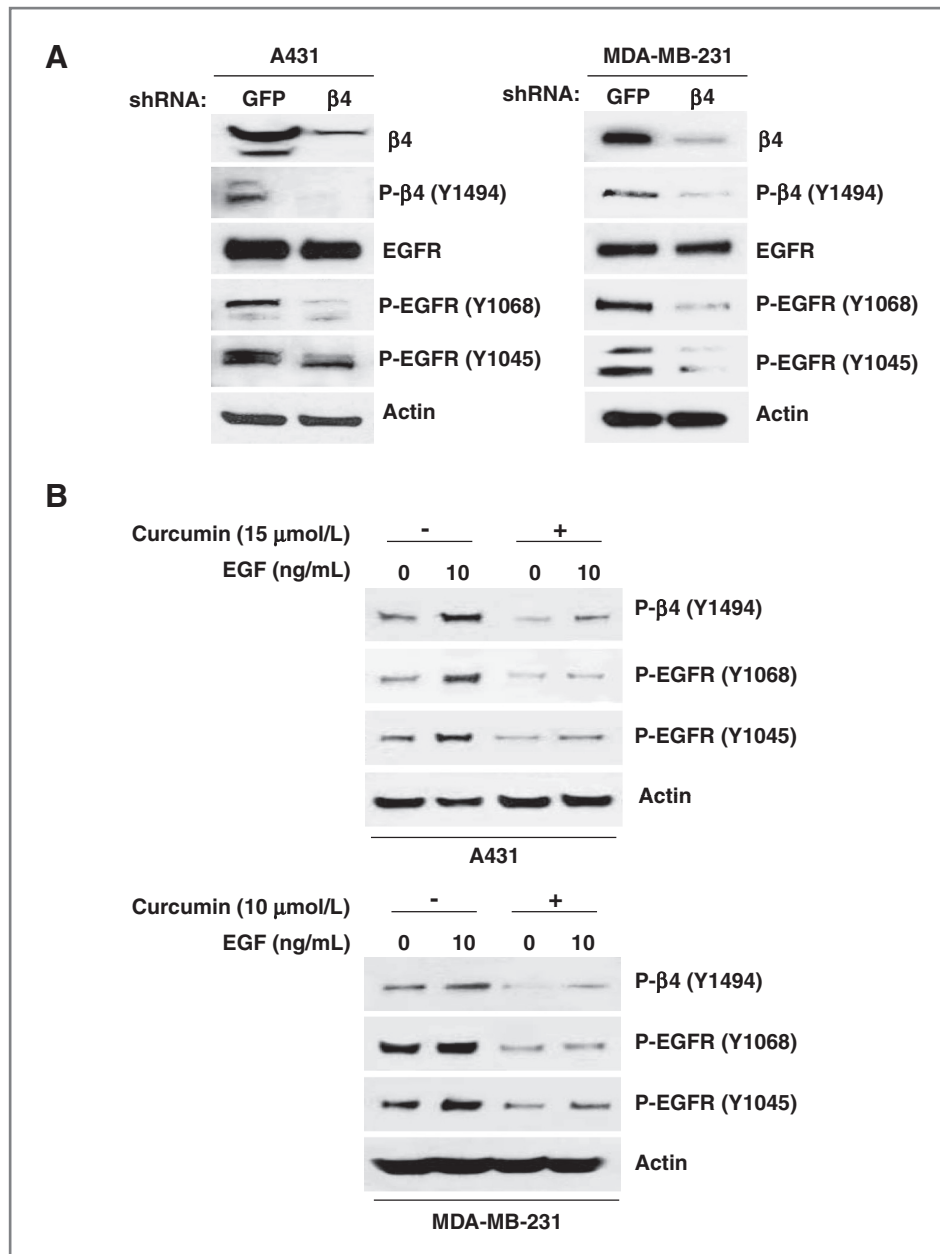 A
A431
shRNA: GFP β4
β4
P-β4 (Y1494)
EGFR
P-EGFR (Y1068)
P-EGFR (Y1045)
Actin
MDA-MB-231
shRNA: GFP β4
β4
P-β4 (Y1494)
EGFR
P-EGFR (Y1068)
P-EGFR (Y1045)
Actin
B
Curcumin (15 μmol/L) - +
EGF (ng/mL) 0 10 0 10
P-β4 (Y1494)
P-EGFR (Y1068)
P-EGFR (Y1045)
Actin
A431
Curcumin (10 μmol/L) - +
EGF (ng/mL) 0 10 0 10
P-β4 (Y1494)
P-EGFR (Y1068)
P-EGFR (Y1045)
Actin
MDA-MB-231